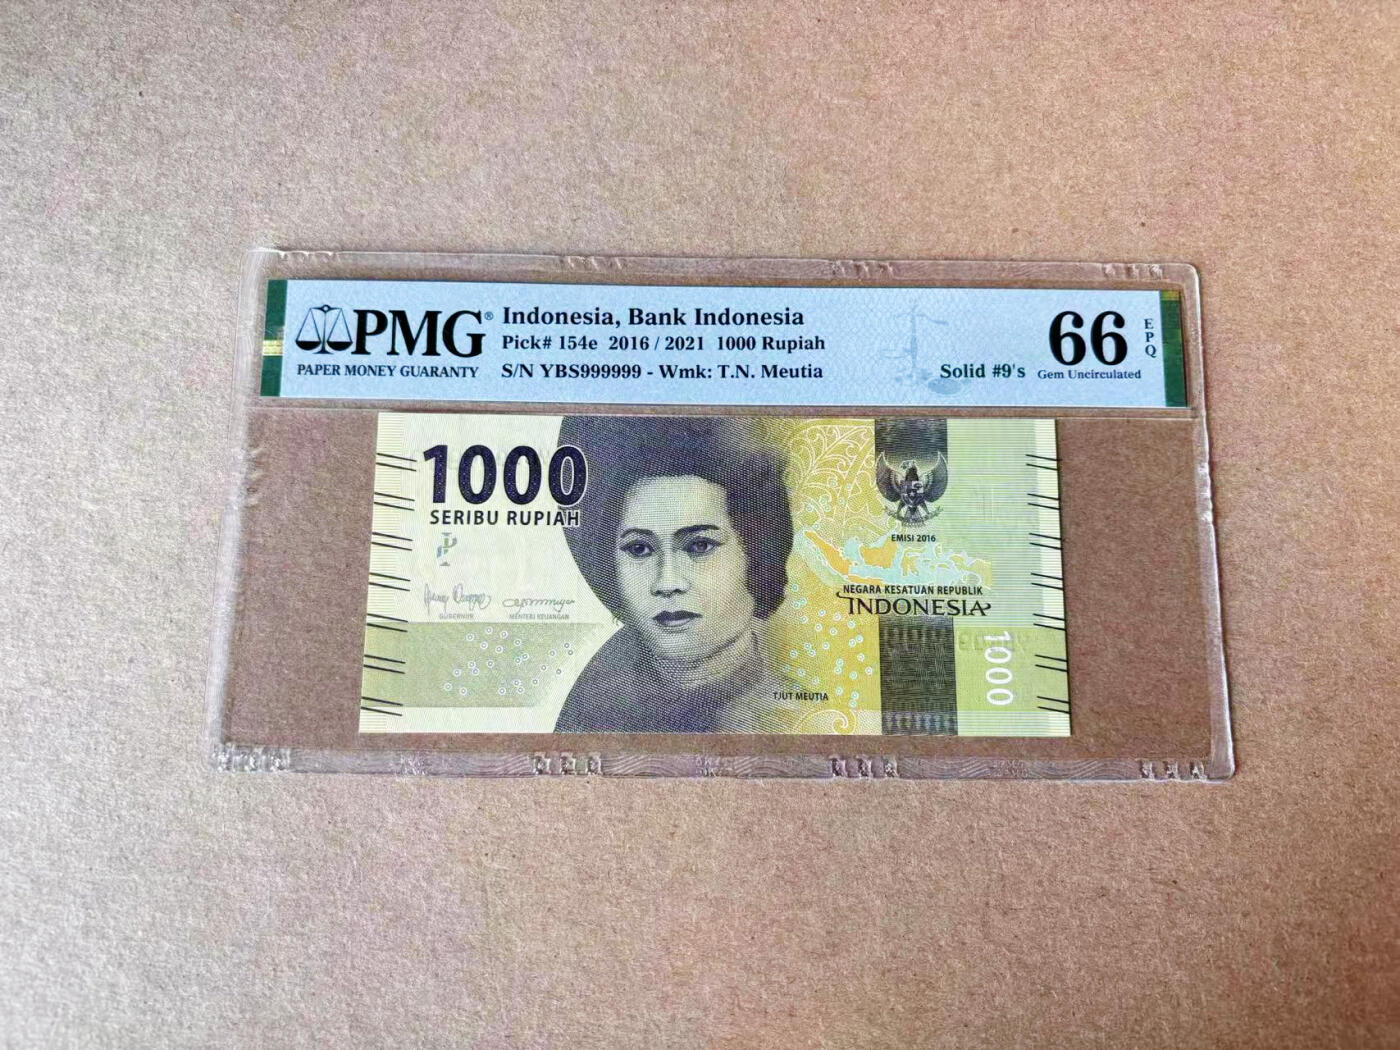 PMG®
PAPER MONEY GUARANTY
Indonesia, Bank Indonesia
Pick# 154e 2016 / 2021 1000 Rupiah
S/N YBS999999 - Wmk: T.N. Meutia
Solid #9's
66
EPQ
Gem Uncirculated
1000
SERIBU RUPIAH
GUBERNUR
MENTERI KEUANGAN
EMISI 2016
NEGARA KESATUAN REPUBLIK
INDONESIA
1000
TJUT MEUTIA